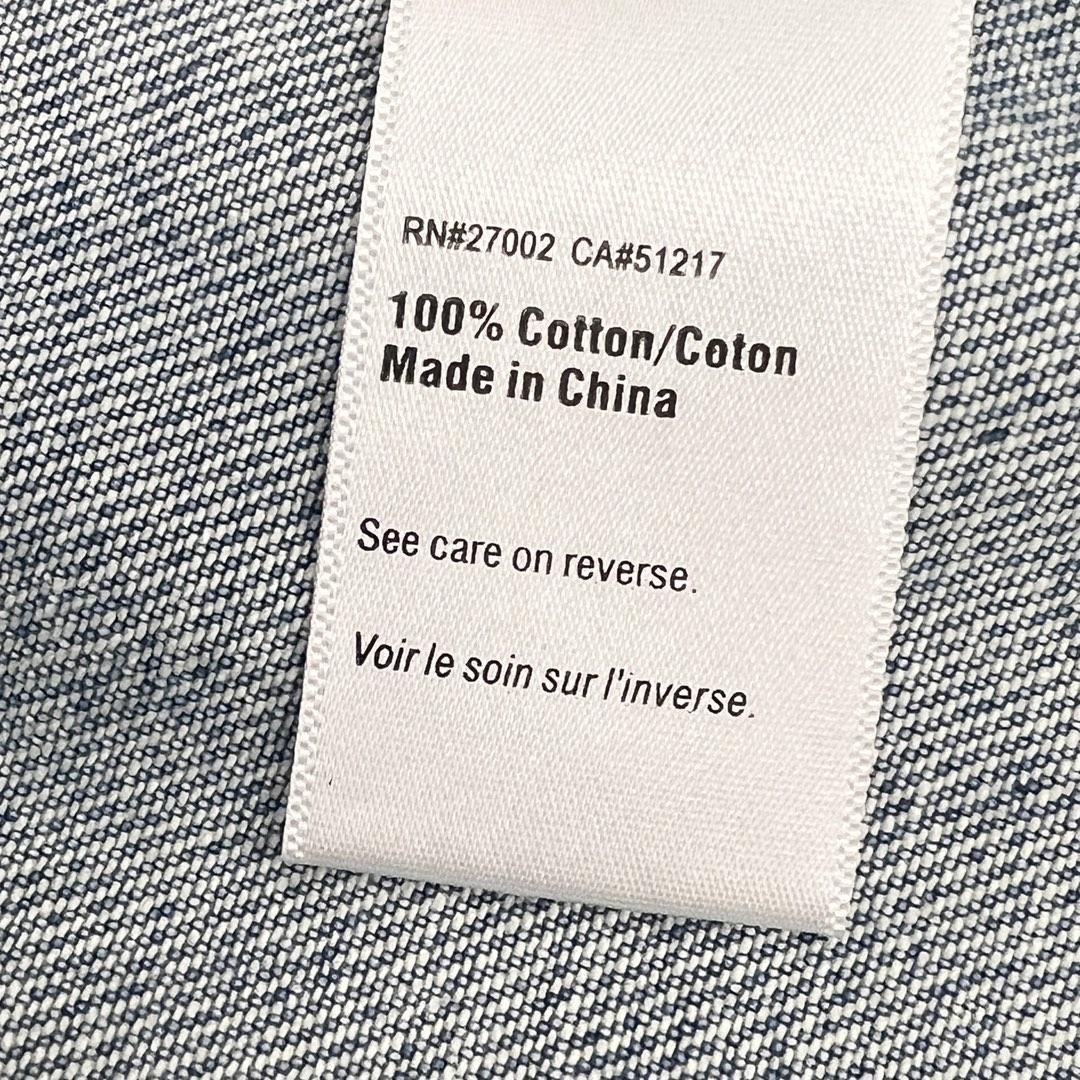 RN#27002 CA#51217
100% Cotton/Coton
Made in China
See care on reverse.
Voir le soin sur l'inverse.